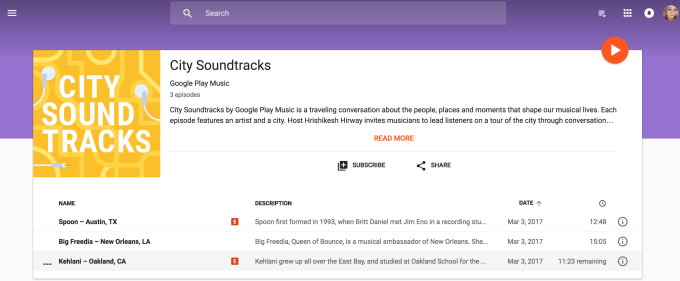 Search
CITY
SOUND
TRACKS
City Soundtracks
Google Play Music
3 episodes
City Soundtracks by Google Play Music is a traveling conversation about the people, places and moments that shape our musical lives. Each
episode features an artist and a city. Host Hrishikesh Hirway invites musicians to lead listeners on a tour of the city through conversation…
READ MORE
SUBSCRIBE SHARE
NAME DESCRIPTION DATE
Spoon – Austin, TX E Spoon first formed in 1993, when Britt Daniel met Jim Eno in a recording stu... Mar 3, 2017 12:48
Big Freedia – New Orleans, LA Big Freedia, Queen of Bounce, is a musical ambassador of New Orleans. She... Mar 3, 2017 15:05
Kehlani – Oakland, CA E Kehlani grew up all over the East Bay, and studied at Oakland School for the ... Mar 3, 2017 11:23 remaining